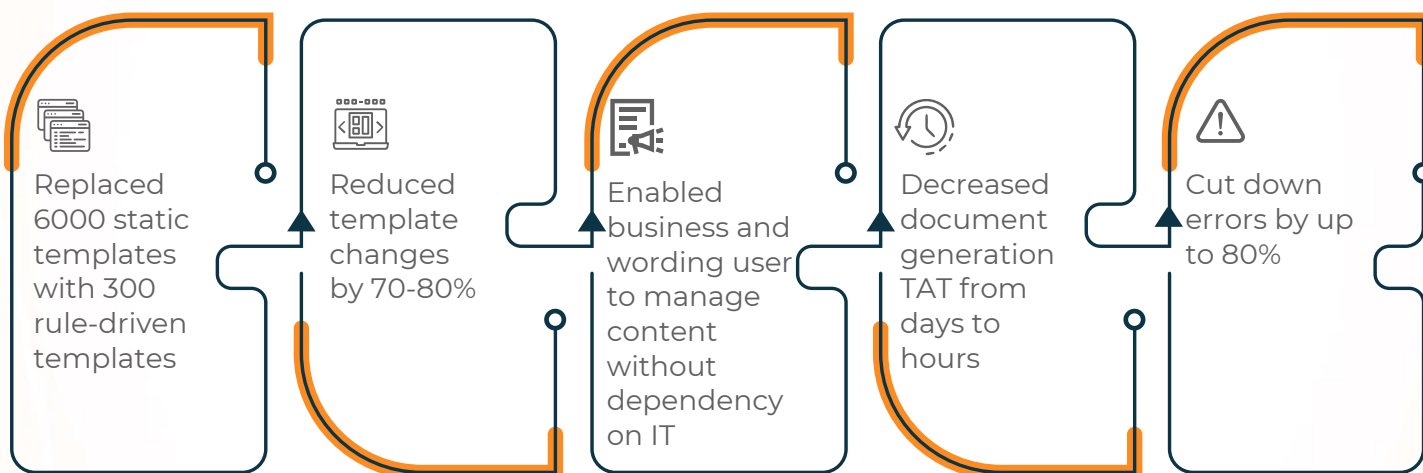 Replaced
6000 static
templates
with 300
rule-driven
templates
Reduced
template
changes
by 70-80%
Enabled
business and
wording user
to manage
content
without
dependency
on IT
Decreased
document
generation
TAT from
days to
hours
Cut down
errors by up
to 80%